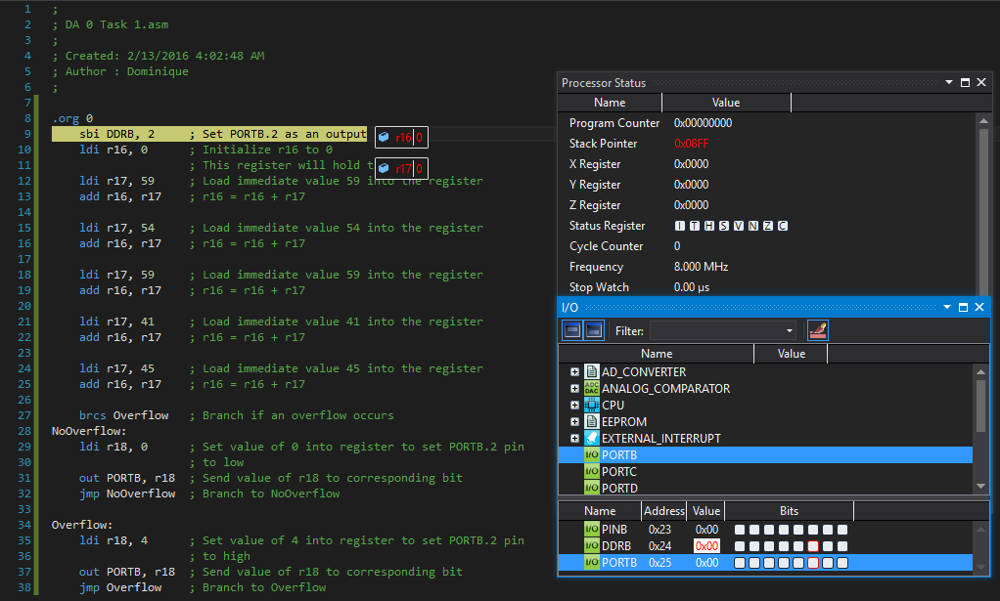 1 ;
2 ; DA 0 Task 1.asm
3 ;
4 ; Created: 2/13/2016 4:02:48 AM
5 ; Author : Dominique
6 ;
7
8 .org 0
9 sbi DDRB, 2 ; Set PORTB.2 as an output
r16 0
10 ldi r16, 0 ; Initialize r16 to 0
11 ; This register will hold t
r17 0
12 ldi r17, 59 ; Load immediate value 59 into the register
13 add r16, r17 ; r16 = r16 + r17
14
15 ldi r17, 54 ; Load immediate value 54 into the register
16 add r16, r17 ; r16 = r16 + r17
17
18 ldi r17, 59 ; Load immediate value 59 into the register
19 add r16, r17 ; r16 = r16 + r17
20
21 ldi r17, 41 ; Load immediate value 41 into the register
22 add r16, r17 ; r16 = r16 + r17
23
24 ldi r17, 45 ; Load immediate value 45 into the register
25 add r16, r17 ; r16 = r16 + r17
26
27 brcs Overflow ; Branch if an overflow occurs
28 NoOverflow:
29 ldi r18, 0 ; Set value of 0 into register to set PORTB.2 pin
30 ; to low
31 out PORTB, r18 ; Send value of r18 to corresponding bit
32 jmp NoOverflow ; Branch to NoOverflow
33
34 Overflow:
35 ldi r18, 4 ; Set value of 4 into register to set PORTB.2 pin
36 ; to high
37 out PORTB, r18 ; Send value of r18 to corresponding bit
38 jmp Overflow ; Branch to Overflow
Processor Status
Name Value
Program Counter 0x00000000
Stack Pointer 0x08FF
X Register 0x0000
Y Register 0x0000
Z Register 0x0000
Status Register I T H S V N Z C
Cycle Counter 0
Frequency 8.000 MHz
Stop Watch 0.00 µs
I/O
Filter:
Name Value
AD_CONVERTER
ADC DAC ANALOG_COMPARATOR
CPU
EEPROM
EXTERNAL_INTERRUPT
I/O PORTB
I/O PORTC
I/O PORTD
Name Address Value Bits
I/O PINB 0x23 0x00
I/O DDRB 0x24 0x00
I/O PORTB 0x25 0x00